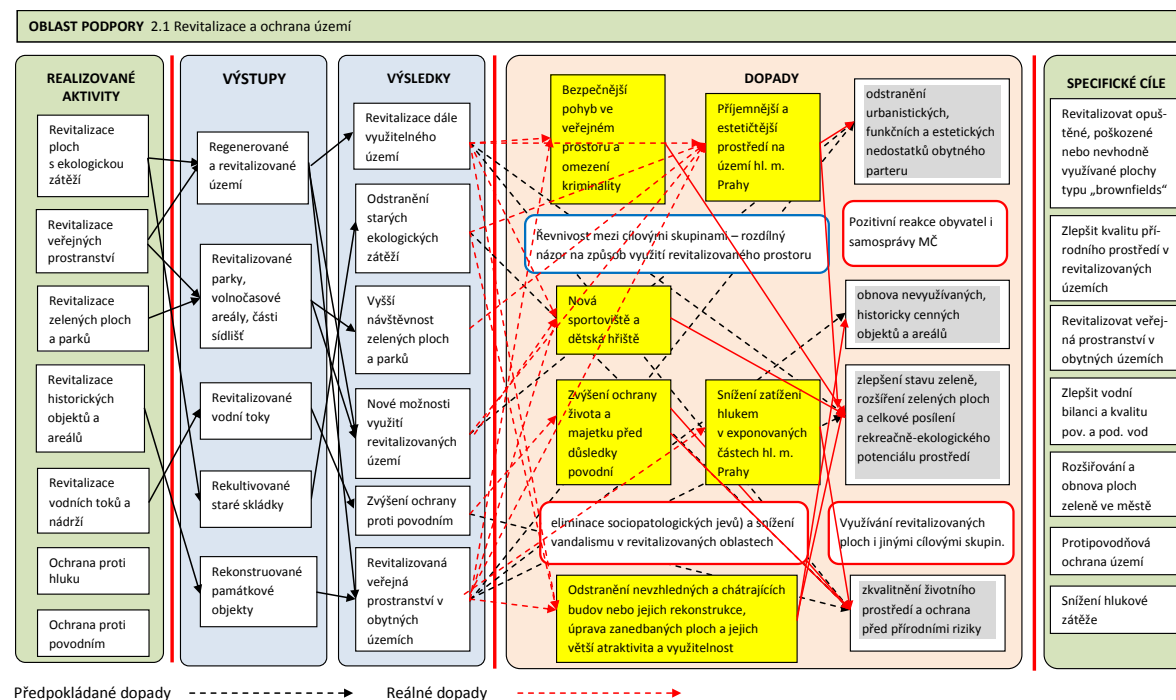 OBLAST PODPORY 2.1 Revitalizace a ochrana území
REALIZOVANÉ
AKTIVITY
Revitalizace
ploch
s ekologickou
zátěží
Revitalizace
veřejných
prostranství
Revitalizace
zelených ploch
a parků
Revitalizace
historických
objektů a
areálů
Revitalizace
vodních toků a
nádrží
Ochrana proti
hluku
Ochrana proti
povodním
VÝSTUPY
Regenerované
a revitalizované
území
Revitalizované
parky,
volnočasové
areály, části
sídlišť
Revitalizované
vodní toky
Rekultivované
staré skládky
Rekonstruované
památkové
objekty
VÝSLEDKY
Revitalizace dále
využitelného
území
Odstranění
starých
ekologických
zátěží
Vyšší
návštěvnost
zelených ploch
a parků
Nové možnosti
využití
revitalizovaných
území
Zvýšení ochrany
proti povodním
Revitalizovaná
veřejná
prostranství v
obytných
územích
DOPADY
Bezpečnější
pohyb ve
veřejném
prostoru a
omezení
kriminality
Příjemnější a
estetičtější
prostředí na
území hl. m.
Prahy
odstranění
urbanistických,
funkčních a estetických
nedostatků obytného
parteru
Řevnivost mezi cílovými skupinami – rozdílný
názor na způsob využití revitalizovaného prostoru
Pozitivní reakce obyvatel i
samosprávy MČ
Nová
sportoviště a
dětská hřiště
obnova nevyužívaných,
historicky cenných
objektů a areálů
Zvýšení ochrany
života a
majetku před
důsledky
povodní
Snížení zatížení
hlukem
v exponovaných
částech hl. m.
Prahy
zlepšení stavu zeleně,
rozšíření zelených ploch
a celkové posílení
rekreačně-ekologického
potenciálu prostředí
eliminace sociopatologických jevů) a snížení
vandalismu v revitalizovaných oblastech
Využívání revitalizovaných
ploch i jinými cílovými skupin.
Odstranění nevzhledných a chátrajících
budov nebo jejich rekonstrukce,
úprava zanedbaných ploch a jejich
větší atraktivita a využitelnost
zkvalitnění životního
prostředí a ochrana
před přírodními riziky
SPECIFICKÉ CÍLE
Revitalizovat opuš-
těné, poškozené
nebo nevhodně
využívané plochy
typu „brownfields“
Zlepšit kvalitu pří-
rodního prostředí v
revitalizovaných
územích
Revitalizovat veřej-
ná prostranství v
obytných územích
Zlepšit vodní
bilanci a kvalitu
pov. a pod. vod
Rozšiřování a
obnova ploch
zeleně ve městě
Protipovodňová
ochrana území
Snížení hlukové
zátěže
Předpokládané dopady
Reálné dopady